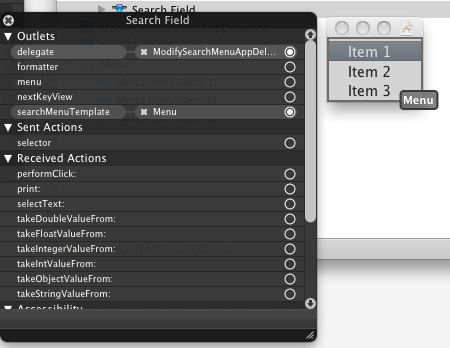 Search Field
Search Field
Outlets
delegate
ModifySearchMenuAppDel...
formatter
menu
nextKeyView
searchMenuTemplate
Menu
Sent Actions
selector
Received Actions
performClick:
print:
selectText:
takeDoubleValueFrom:
takeFloatValueFrom:
takeIntegerValueFrom:
takeIntValueFrom:
takeObjectValueFrom:
takeStringValueFrom:
Accessibility
Item 1
Item 2
Item 3
Menu